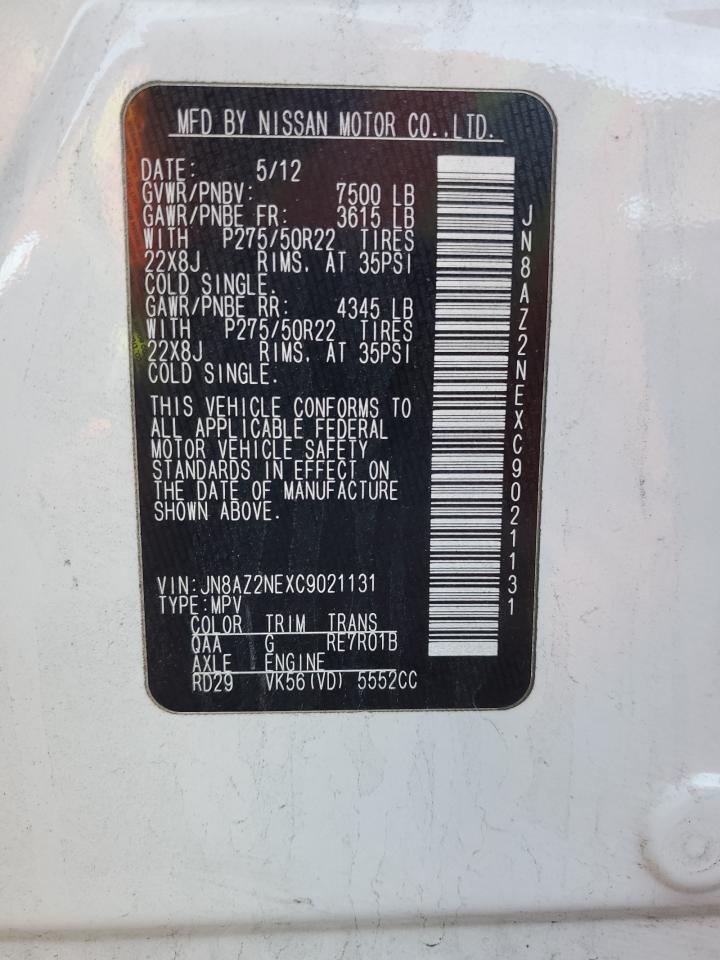 MFD BY NISSAN MOTOR CO.,LTD.
DATE: 5/12
GVWR/PNBV: 7500 LB
GAWR/PNBE FR: 3615 LB
WITH P275/50R22 TIRES
22X8J RIMS. AT 35PSI
COLD SINGLE.
GAWR/PNBE RR: 4345 LB
WITH P275/50R22 TIRES
22X8J RIMS. AT 35PSI
COLD SINGLE.
THIS VEHICLE CONFORMS TO
ALL APPLICABLE FEDERAL
MOTOR VEHICLE SAFETY
STANDARDS IN EFFECT ON
THE DATE OF MANUFACTURE
SHOWN ABOVE.
VIN:JN8AZ2NEXC9021131
TYPE:MPV
COLOR TRIM TRANS
QAA G RE7R01B
AXLE ENGINE
RD29 VK56(VD) 5552CC
JN8AZ2NEXC9021131